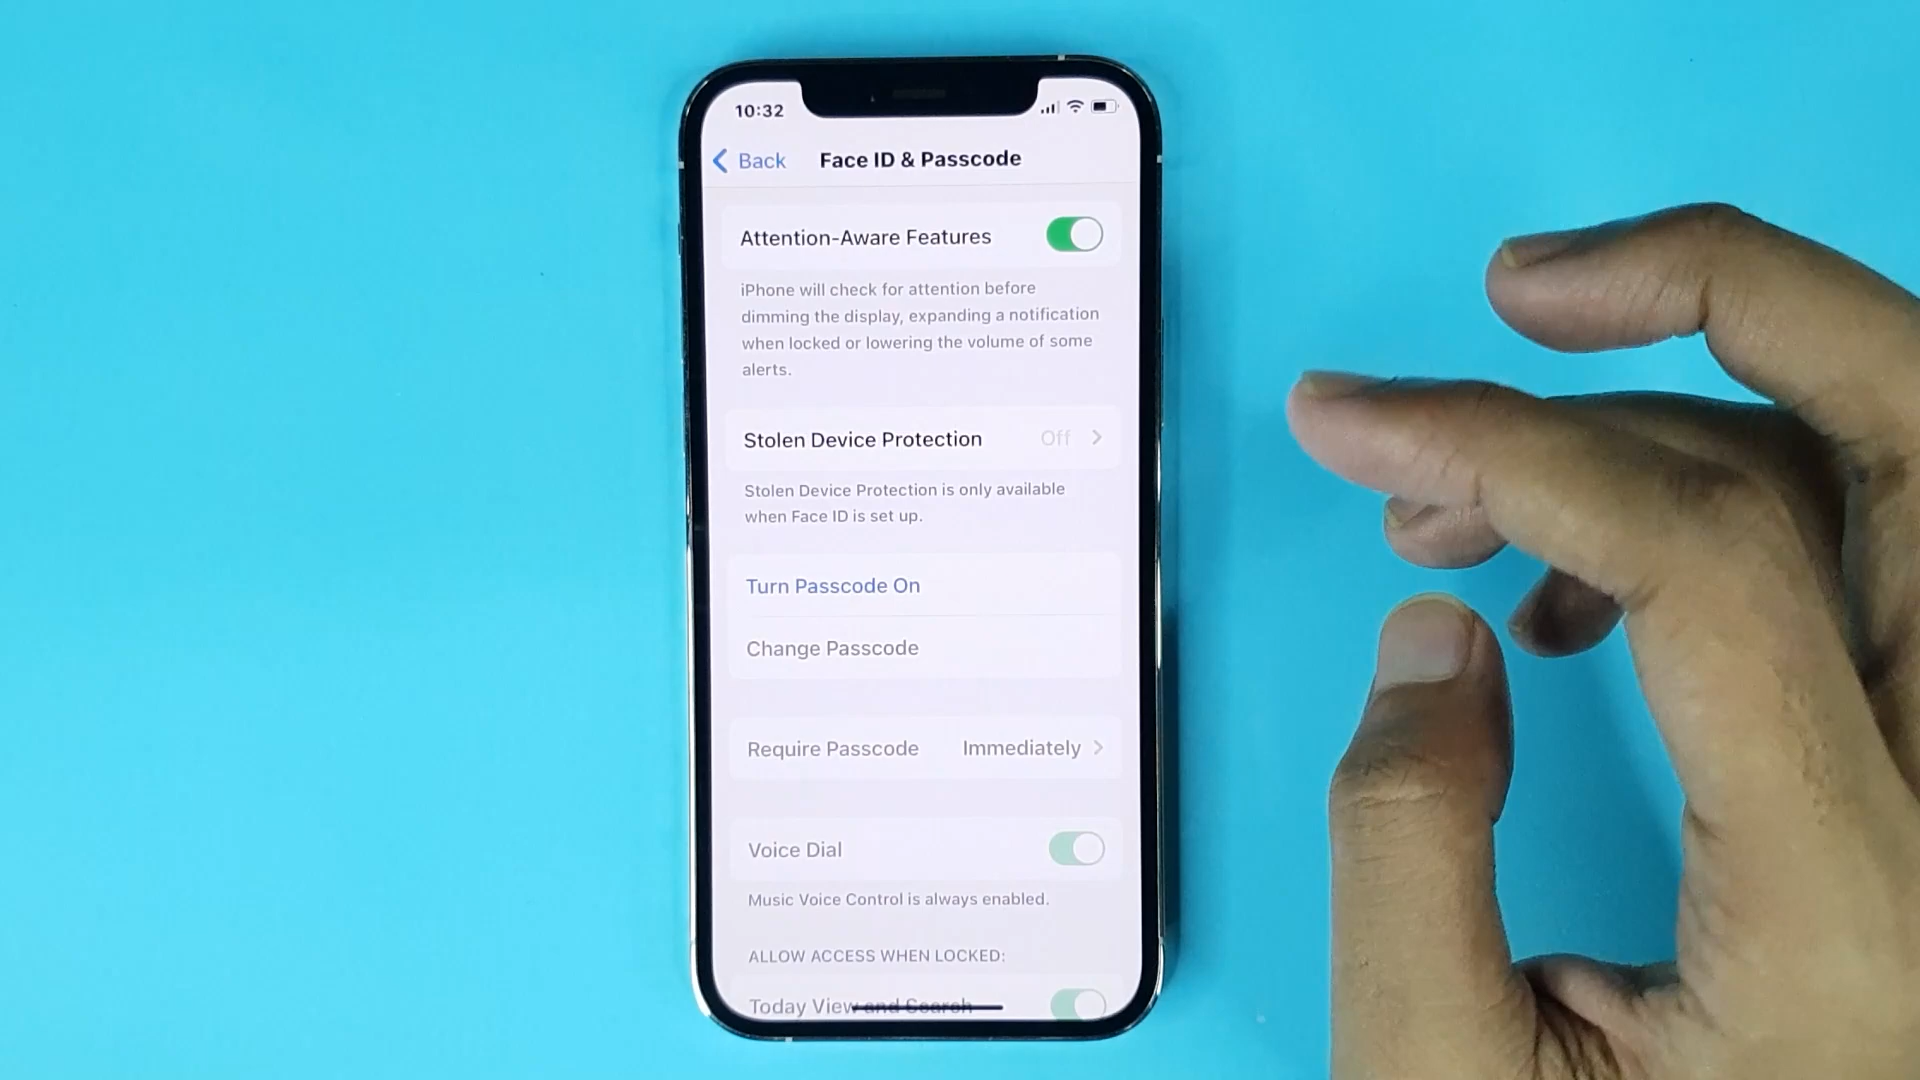 10:32
Back
Face ID & Passcode
Attention-Aware Features
iPhone will check for attention before
dimming the display, expanding a notification
when locked or lowering the volume of some
alerts.
Stolen Device Protection Off
Stolen Device Protection is only available
when Face ID is set up.
Turn Passcode On
Change Passcode
Require Passcode Immediately
Voice Dial
Music Voice Control is always enabled.
ALLOW ACCESS WHEN LOCKED:
Today View and Search